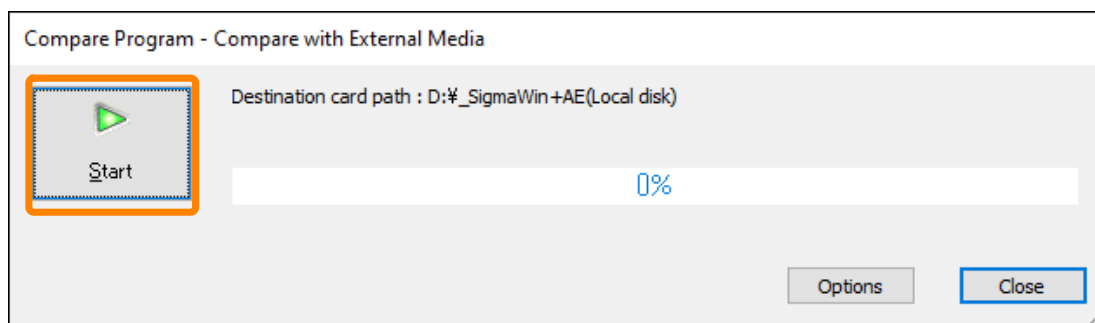 Compare Program - Compare with External Media
Destination card path : D:¥_SigmaWin+AE(Local disk)
Start
0%
Options
Close